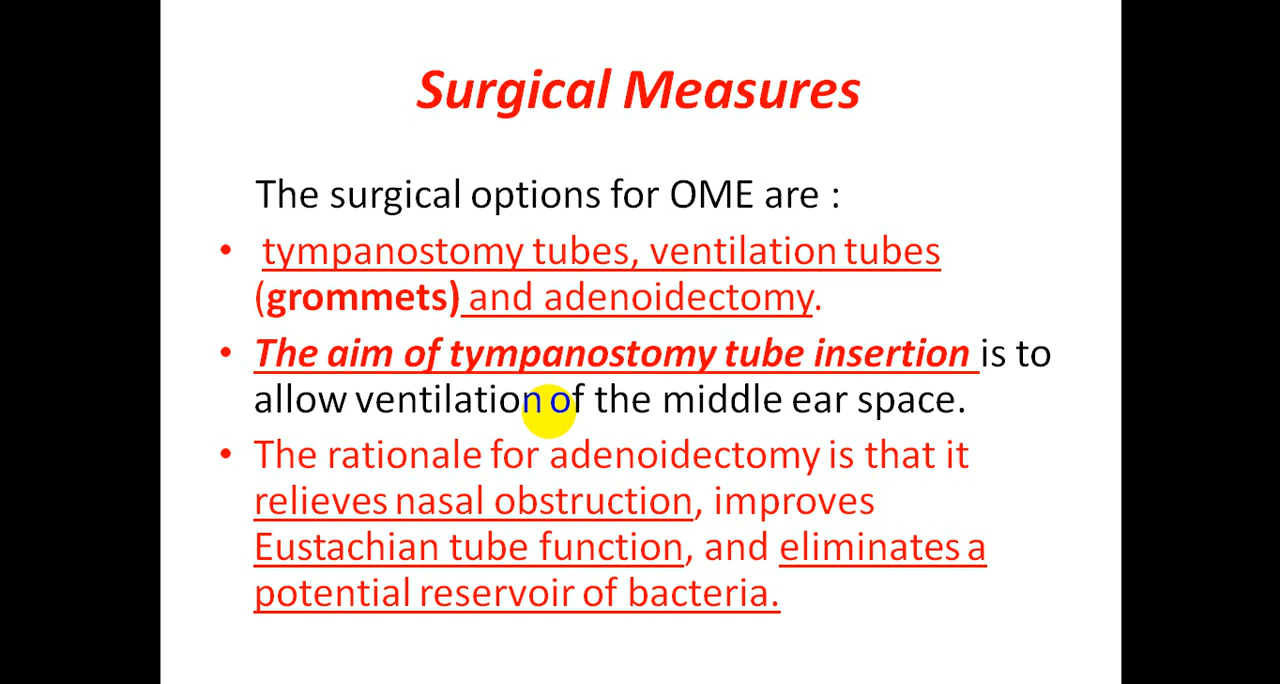 Surgical Measures
The surgical options for OME are :
• tympanostomy tubes, ventilation tubes
(grommets) and adenoidectomy.
• The aim of tympanostomy tube insertion is to
allow ventilation of the middle ear space.
• The rationale for adenoidectomy is that it
relieves nasal obstruction, improves
Eustachian tube function, and eliminates a
potential reservoir of bacteria.